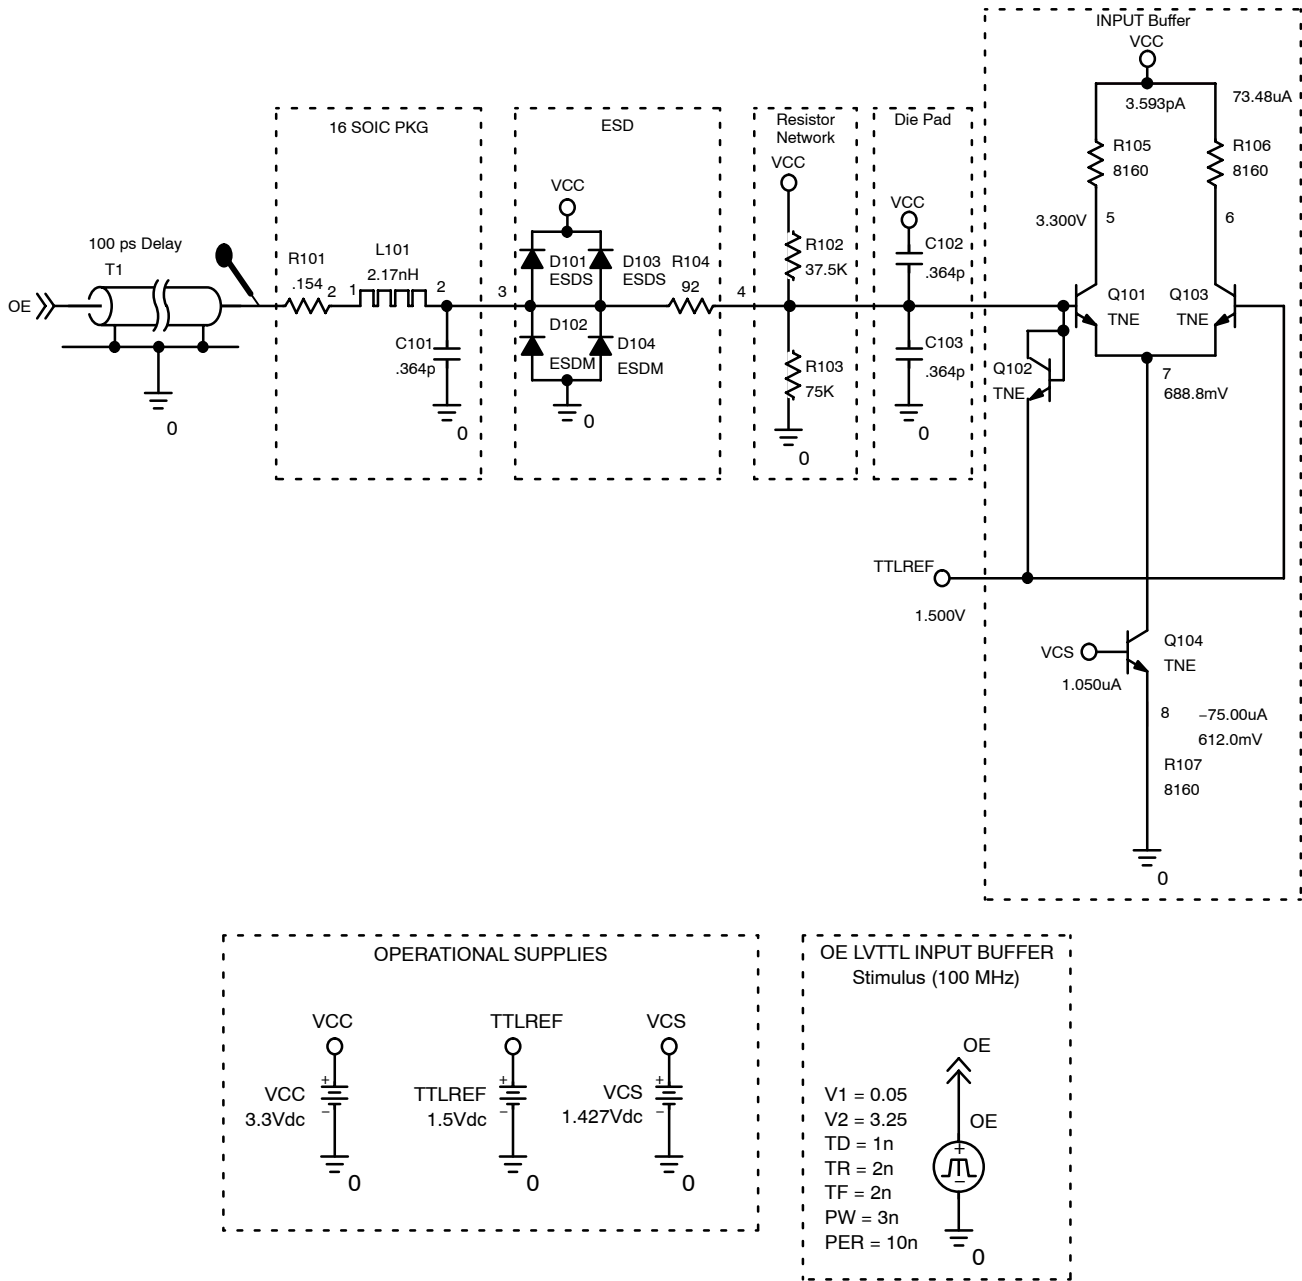 INPUT Buffer
VCC
3.593pA
73.48uA
R105
8160
R106
8160
3.300V
5
6
Q101
TNE
Q103
TNE
Q102
TNE
7
688.8mV
16 SOIC PKG
ESD
Resistor
Network
VCC
Die Pad
VCC
VCC
100 ps Delay
T1
OE
0
R101
.154
2
1
L101
2.17nH
2
C101
.364p
0
3
D101
ESDS
D103
ESDS
D102
ESDM
D104
ESDM
0
R104
92
4
R102
37.5K
R103
75K
0
C102
.364p
C103
.364p
0
TTLREF
1.500V
VCS
1.050uA
Q104
TNE
8
−75.00uA
612.0mV
R107
8160
0
OPERATIONAL SUPPLIES
VCC
+
VCC
−
3.3Vdc
0
TTLREF
+
TTLREF
−
1.5Vdc
0
VCS
+
VCS
−
1.427Vdc
0
OE LVTTL INPUT BUFFER
Stimulus (100 MHz)
OE
OE
+
−
V1 = 0.05
V2 = 3.25
TD = 1n
TR = 2n
TF = 2n
PW = 3n
PER = 10n
0